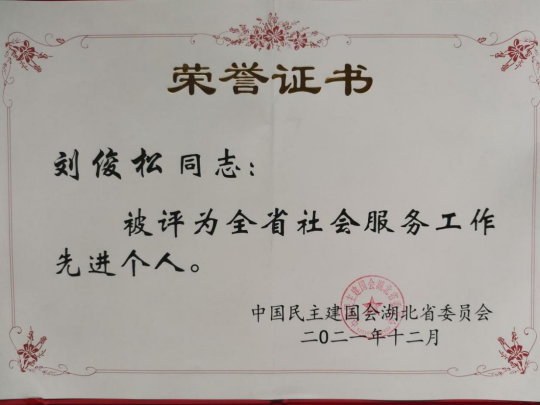 荣誉证书
刘俊松同志：
被评为全省社会服务工作
先进个人。
中国民主建国会湖北省委员会
二〇二一年十二月